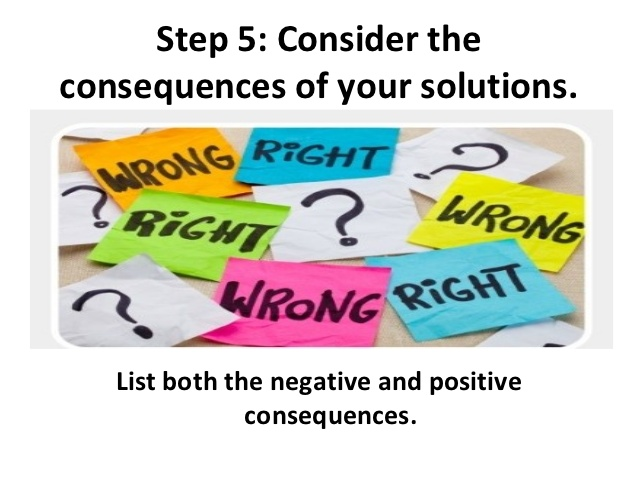 Step 5: Consider the
consequences of your solutions.
WRONG
RiGHT
?
?
RiGHT
?
WRONG
?
WRONG
RiGHT
List both the negative and positive
consequences.